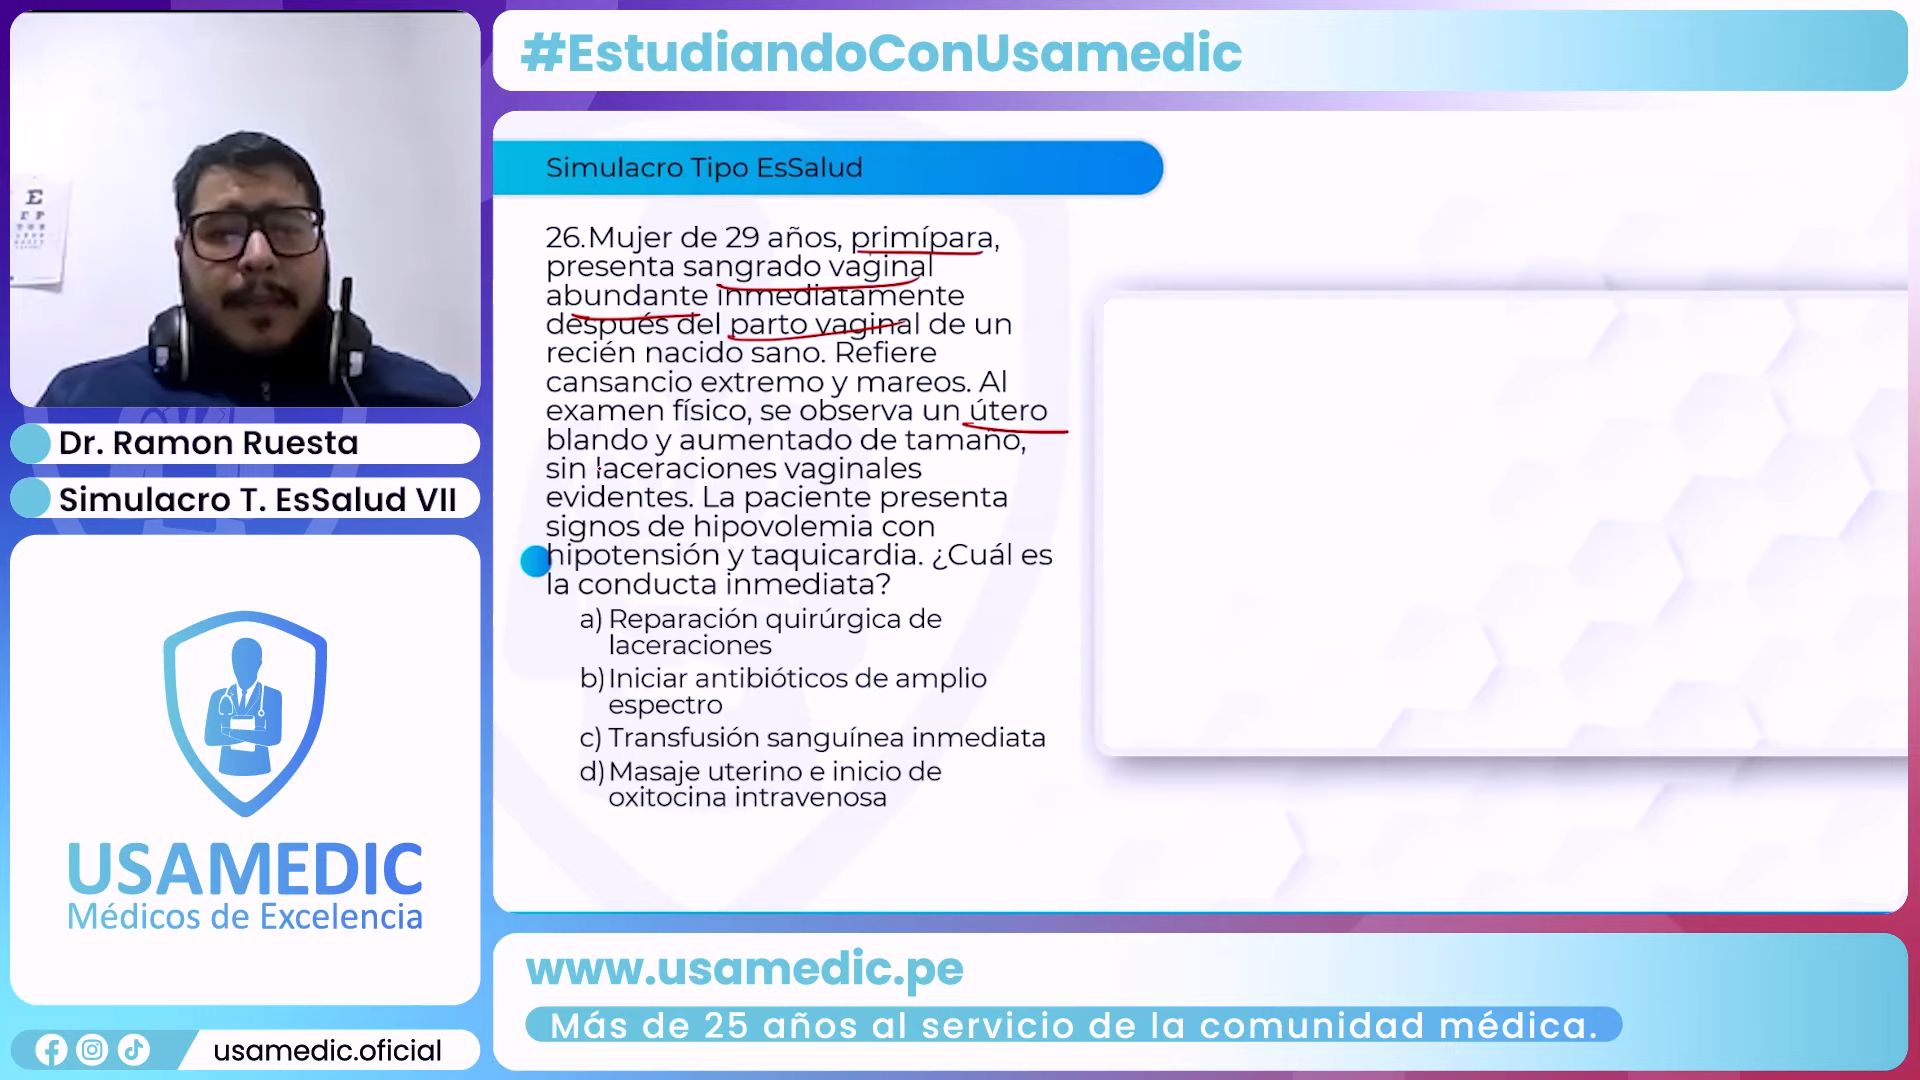 #EstudiandoConUsamedic
Simulacro Tipo EsSalud
26.Mujer de 29 años, primípara,
presenta sangrado vaginal
abundante inmediatamente
después del parto vaginal de un
recién nacido sano. Refiere
cansancio extremo y mareos. Al
examen físico, se observa un útero
blando y aumentado de tamaño,
sin laceraciones vaginales
evidentes. La paciente presenta
signos de hipovolemia con
hipotensión y taquicardia. ¿Cuál es
la conducta inmediata?
a) Reparación quirúrgica de
laceraciones
b) Iniciar antibióticos de amplio
espectro
c) Transfusión sanguínea inmediata
d) Masaje uterino e inicio de
oxitocina intravenosa
E
Dr. Ramon Ruesta
Simulacro T. EsSalud VII
USAMEDIC
Médicos de Excelencia
usamedic.oficial
www.usamedic.pe
Más de 25 años al servicio de la comunidad médica.